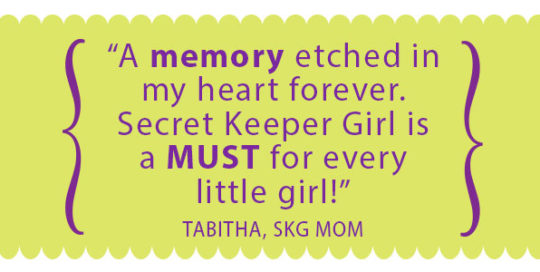 “A memory etched in
my heart forever.
Secret Keeper Girl is
a MUST for every
little girl!”
TABITHA, SKG MOM